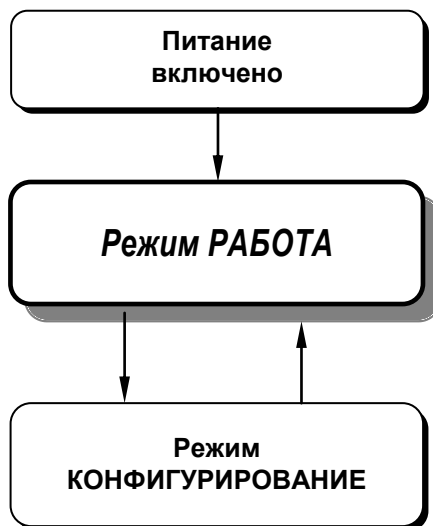 Питание
включено
Режим РАБОТА
Режим
КОНФИГУРИРОВАНИЕ